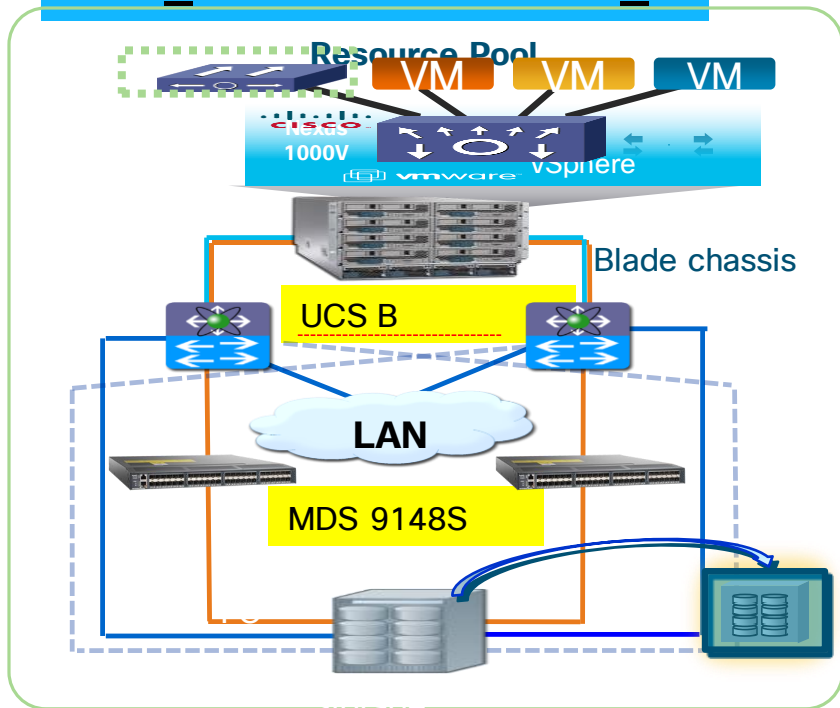 Resource Pool
VM VM VM
CISCO
Nexus
1000V
vmware vSphere
Blade chassis
UCS B
LAN
MDS 9148S